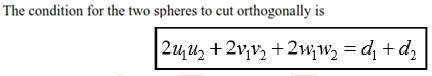 The condition for the two spheres to cut orthogonally is
2u₁u₂ + 2v₁v₂ + 2w₁w₂ = d₁ + d₂